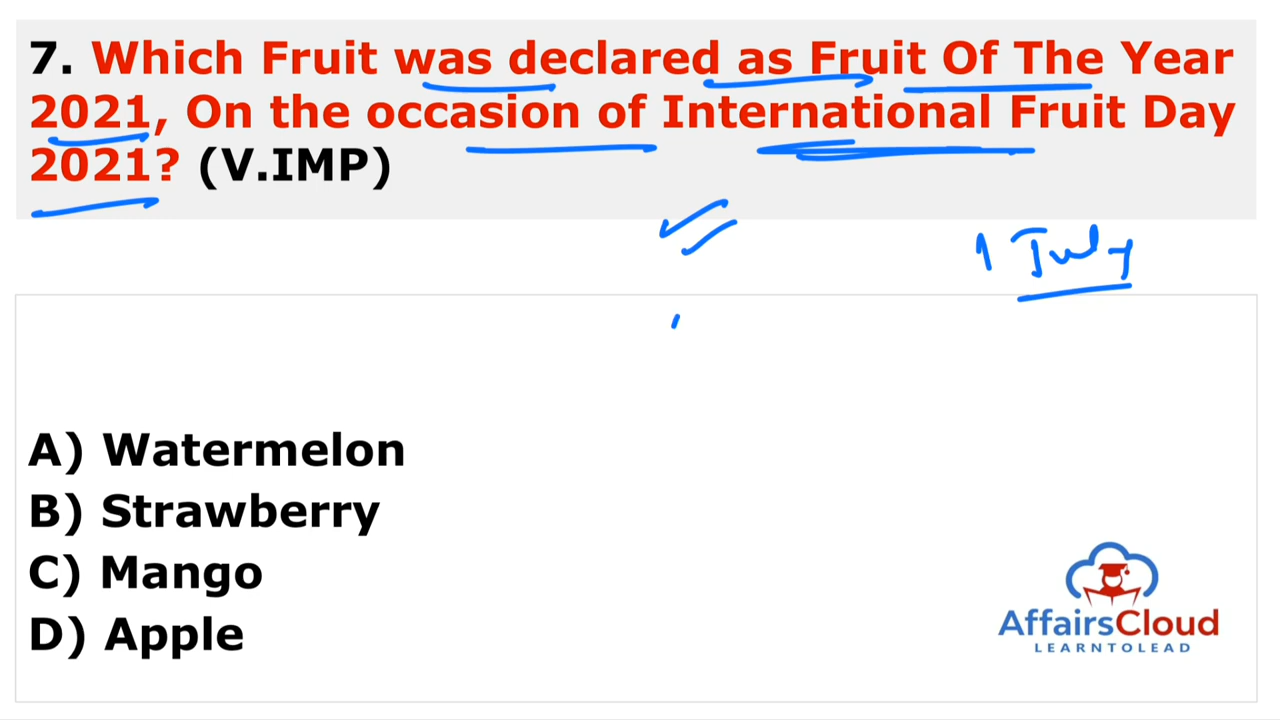 7. Which Fruit was declared as Fruit Of The Year
2021, On the occasion of International Fruit Day
2021? (V.IMP)
1 July
A) Watermelon
B) Strawberry
C) Mango
D) Apple
AffairsCloud
LEARNTOLEAD